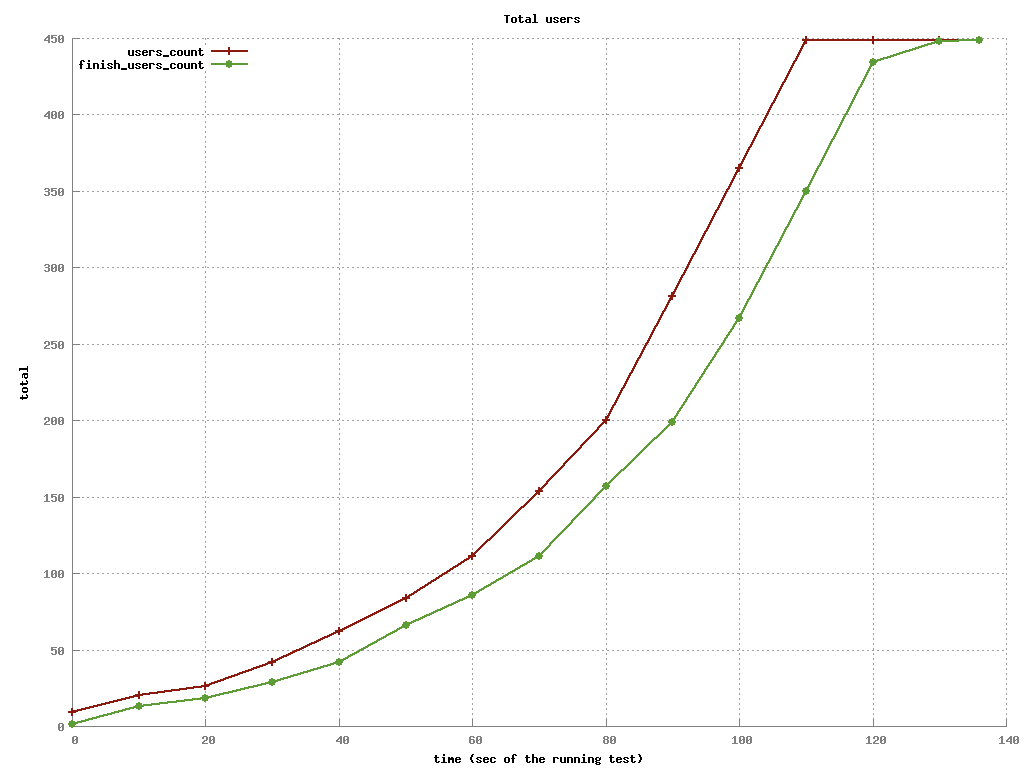 Total users
users_count
finish_users_count
450
400
350
300
250
200
150
100
50
0
total
0 20 40 60 80 100 120 140
time (sec of the running test)